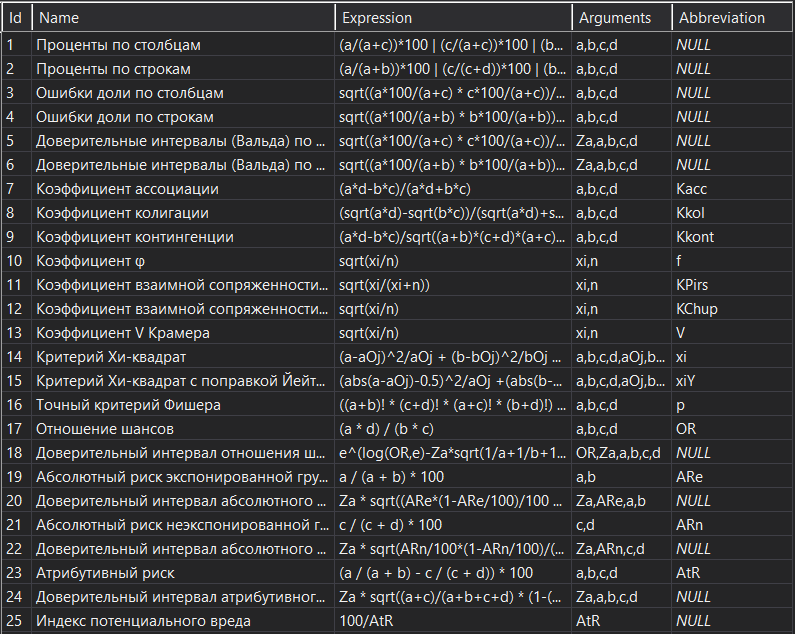 Id Name Expression Arguments Abbreviation
1 Проценты по столбцам (a/(a+c))*100 | (c/(a+c))*100 | (b... a,b,c,d NULL
2 Проценты по строкам (a/(a+b))*100 | (c/(c+d))*100 | (b... a,b,c,d NULL
3 Ошибки доли по столбцам sqrt((a*100/(a+c) * c*100/(a+c))/... a,b,c,d NULL
4 Ошибки доли по строкам sqrt((a*100/(a+b) * b*100/(a+b))... a,b,c,d NULL
5 Доверительные интервалы (Вальда) по ... sqrt((a*100/(a+c) * c*100/(a+c))/... Za,a,b,c,d NULL
6 Доверительные интервалы (Вальда) по ... sqrt((a*100/(a+b) * b*100/(a+b))... Za,a,b,c,d NULL
7 Коэффициент ассоциации (a*d-b*c)/(a*d+b*c) a,b,c,d Kacc
8 Коэффициент колигации (sqrt(a*d)-sqrt(b*c))/(sqrt(a*d)+s... a,b,c,d Kkol
9 Коэффициент контингенции (a*d-b*c)/sqrt((a+b)*(c+d)*(a+c)... a,b,c,d Kkont
10 Коэффициент φ sqrt(xi/n) xi,n f
11 Коэффициент взаимной сопряженности... sqrt(xi/(xi+n)) xi,n KPirs
12 Коэффициент взаимной сопряженности... sqrt(xi/n) xi,n KChup
13 Коэффициент V Крамера sqrt(xi/n) xi,n V
14 Критерий Хи-квадрат (a-aOj)^2/aOj + (b-bOj)^2/bOj ... a,b,c,d,aOj,b... xi
15 Критерий Хи-квадрат с поправкой Йейт... (abs(a-aOj)-0.5)^2/aOj +(abs(b-... a,b,c,d,aOj,b... xiY
16 Точный критерий Фишера ((a+b)! * (c+d)! * (a+c)! * (b+d)!) ... a,b,c,d p
17 Отношение шансов (a * d) / (b * c) a,b,c,d OR
18 Доверительный интервал отношения ш... e^(log(OR,e)-Za*sqrt(1/a+1/b+1... OR,Za,a,b,c,d NULL
19 Абсолютный риск экспонированной гру... a / (a + b) * 100 a,b ARe
20 Доверительный интервал абсолютного ... Za * sqrt((ARe*(1-ARe/100)/100 ... Za,ARe,a,b NULL
21 Абсолютный риск неэкспонированной г... c / (c + d) * 100 c,d ARn
22 Доверительный интервал абсолютного ... Za * sqrt(ARn/100*(1-ARn/100)/(... Za,ARn,c,d NULL
23 Атрибутивный риск (a / (a + b) - c / (c + d)) * 100 a,b,c,d AtR
24 Доверительный интервал атрибутивног... Za * sqrt((a+c)/(a+b+c+d) * (1-(... Za,a,b,c,d NULL
25 Индекс потенциального вреда 100/AtR AtR NULL